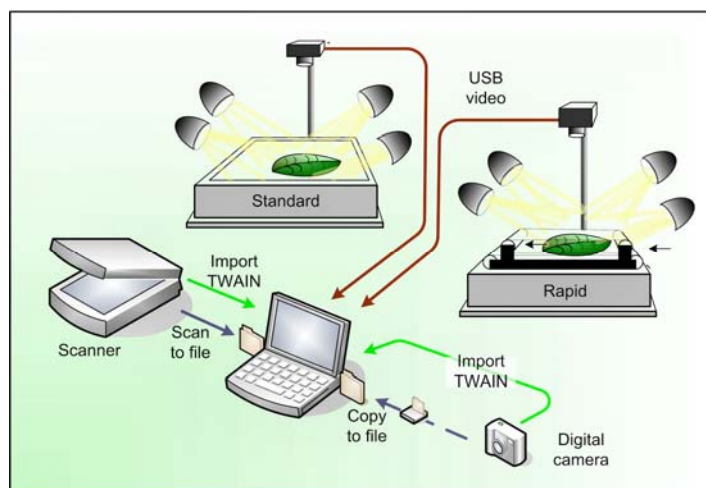 USB
video
Standard
Rapid
Import
TWAIN
Scanner
Scan
to file
Import
TWAIN
Copy
to file
Digital
camera